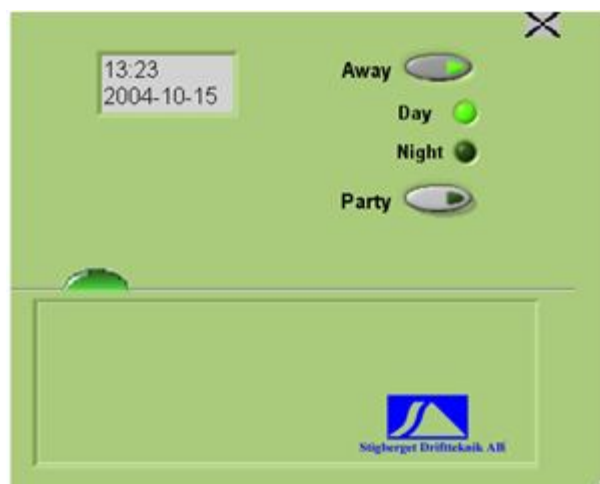 13:23
2004-10-15
Away
Day
Night
Party
Stigberget Driftteknik AB